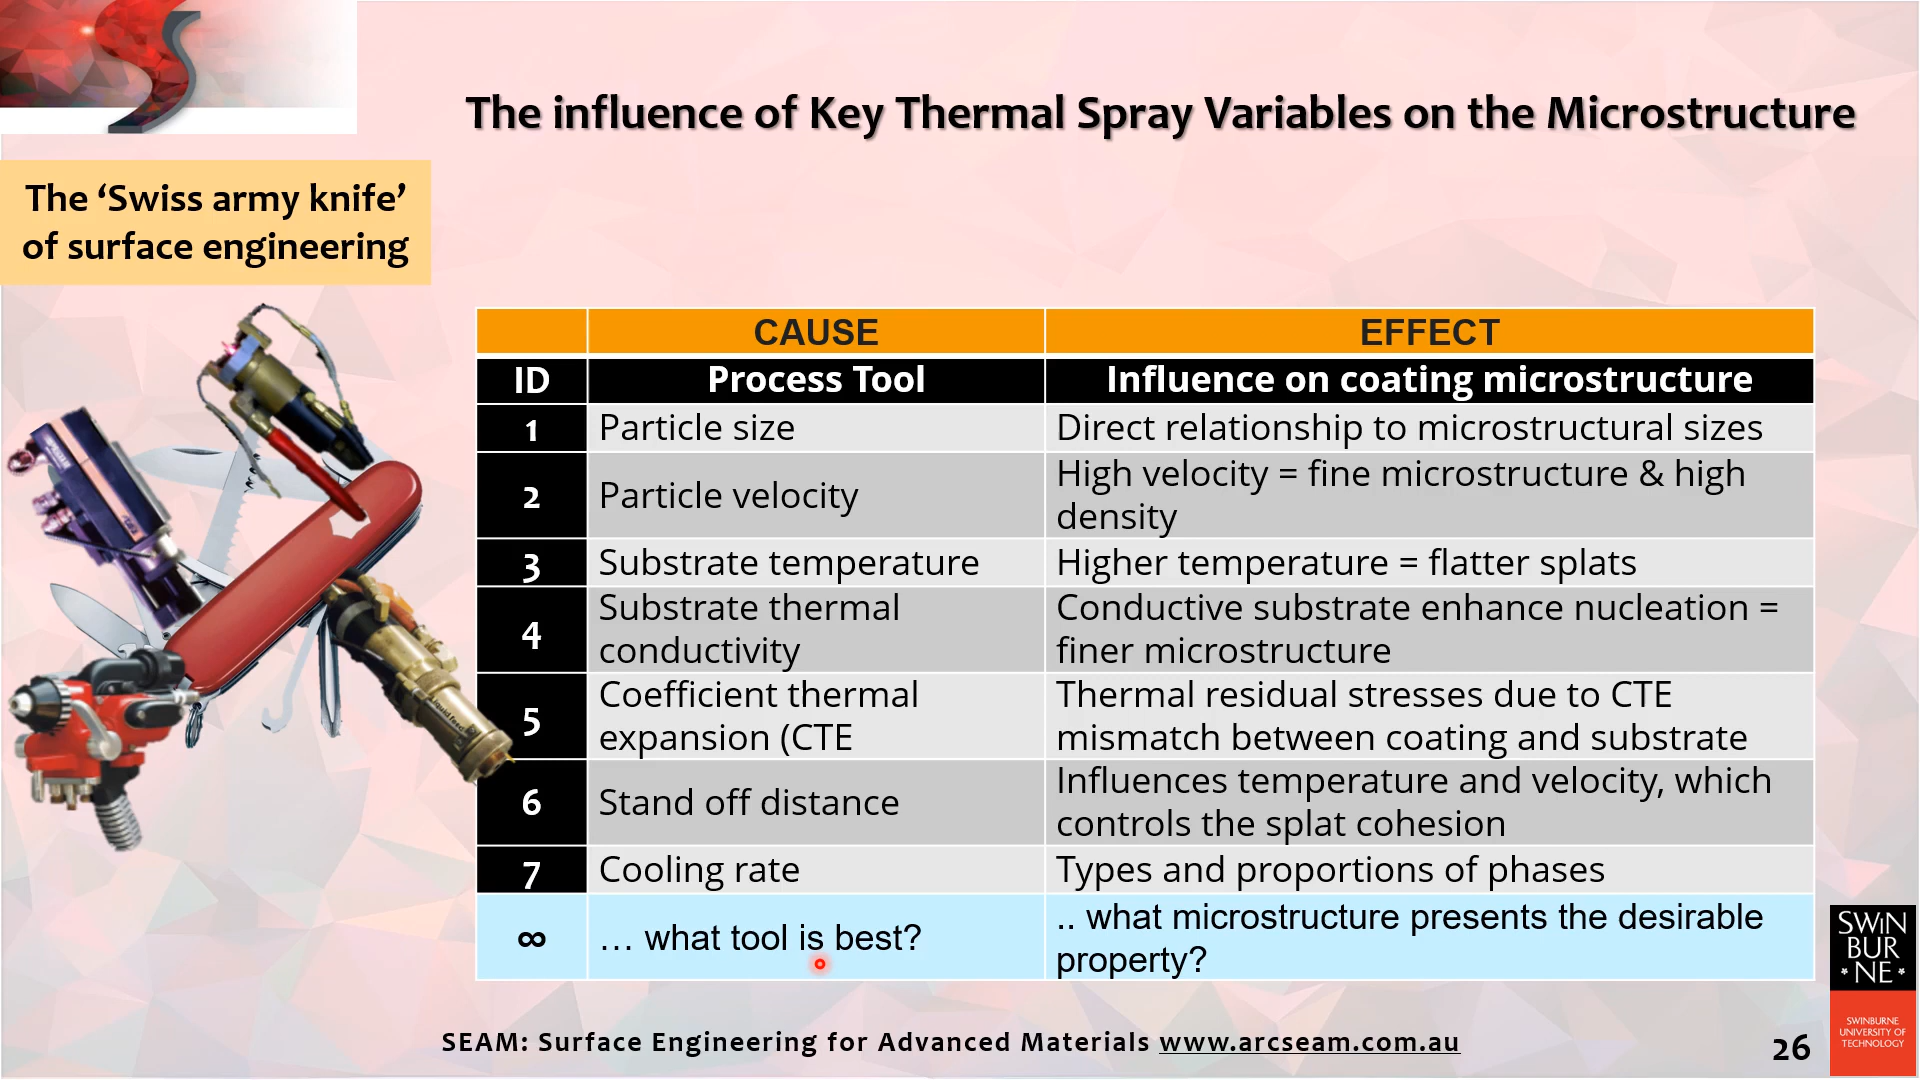 The influence of Key Thermal Spray Variables on the Microstructure
The ‘Swiss army knife’
of surface engineering
CAUSE EFFECT
ID Process Tool Influence on coating microstructure
1 Particle size Direct relationship to microstructural sizes
2 Particle velocity High velocity = fine microstructure & high
density
3 Substrate temperature Higher temperature = flatter splats
4 Substrate thermal
conductivity
Conductive substrate enhance nucleation =
finer microstructure
5 Coefficient thermal
expansion (CTE
Thermal residual stresses due to CTE
mismatch between coating and substrate
6 Stand off distance Influences temperature and velocity, which
controls the splat cohesion
7 Cooling rate Types and proportions of phases
∞ … what tool is best? .. what microstructure presents the desirable
property?
SEAM: Surface Engineering for Advanced Materials www.arcseam.com.au
26
SWIN
BUR
* NE *
SWINBURNE
UNIVERSITY OF
TECHNOLOGY